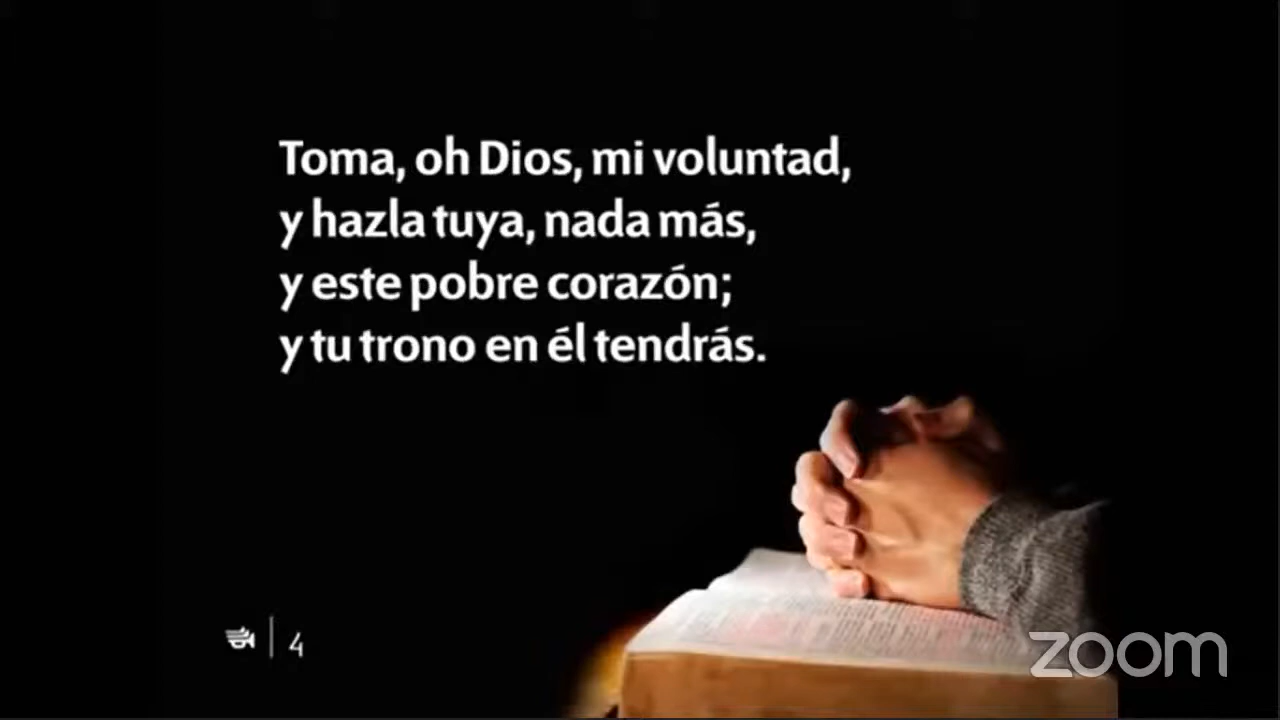 Toma, oh Dios, mi voluntad,
y hazla tuya, nada más,
y este pobre corazón;
y tu trono en él tendrás.
4
zoom